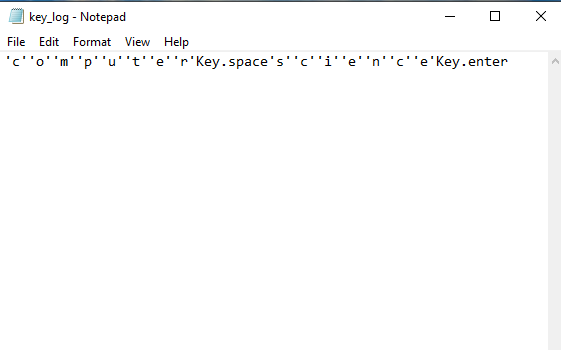 key_log - Notepad
File Edit Format View Help
'c''o''m''p''u''t''e''r'Key.space's''c''i''e''n''c''e'Key.enter